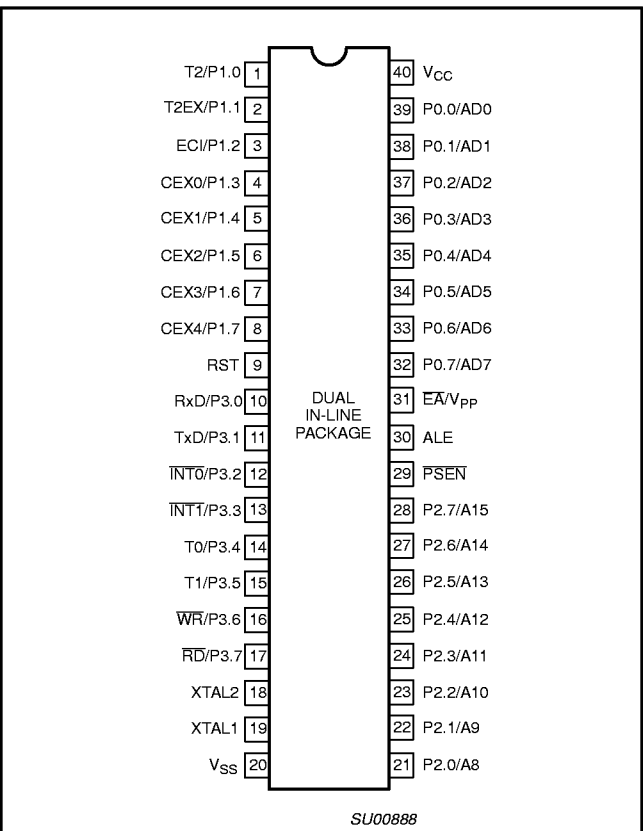 T2/P1.0 1
T2EX/P1.1 2
ECI/P1.2 3
CEX0/P1.3 4
CEX1/P1.4 5
CEX2/P1.5 6
CEX3/P1.6 7
CEX4/P1.7 8
RST 9
RxD/P3.0 10
TxD/P3.1 11
INT0/P3.2 12
INT1/P3.3 13
T0/P3.4 14
T1/P3.5 15
WR/P3.6 16
RD/P3.7 17
XTAL2 18
XTAL1 19
VSS 20
DUAL
IN-LINE
PACKAGE
40 VCC
39 P0.0/AD0
38 P0.1/AD1
37 P0.2/AD2
36 P0.3/AD3
35 P0.4/AD4
34 P0.5/AD5
33 P0.6/AD6
32 P0.7/AD7
31 EA/VPP
30 ALE
29 PSEN
28 P2.7/A15
27 P2.6/A14
26 P2.5/A13
25 P2.4/A12
24 P2.3/A11
23 P2.2/A10
22 P2.1/A9
21 P2.0/A8
SU00888